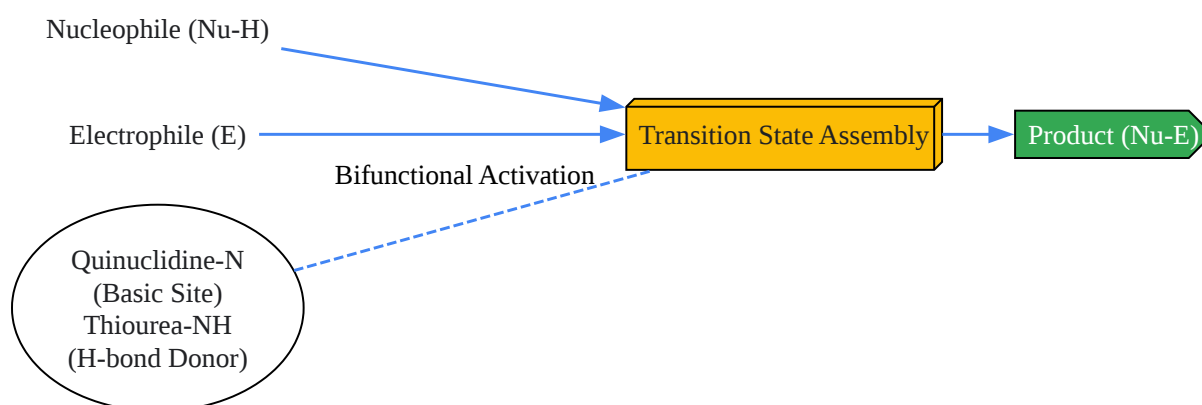 Nucleophile (Nu-H)
Electrophile (E)
Transition State Assembly
Product (Nu-E)
Bifunctional Activation
Quinuclidine-N
(Basic Site)
Thiourea-NH
(H-bond Donor)